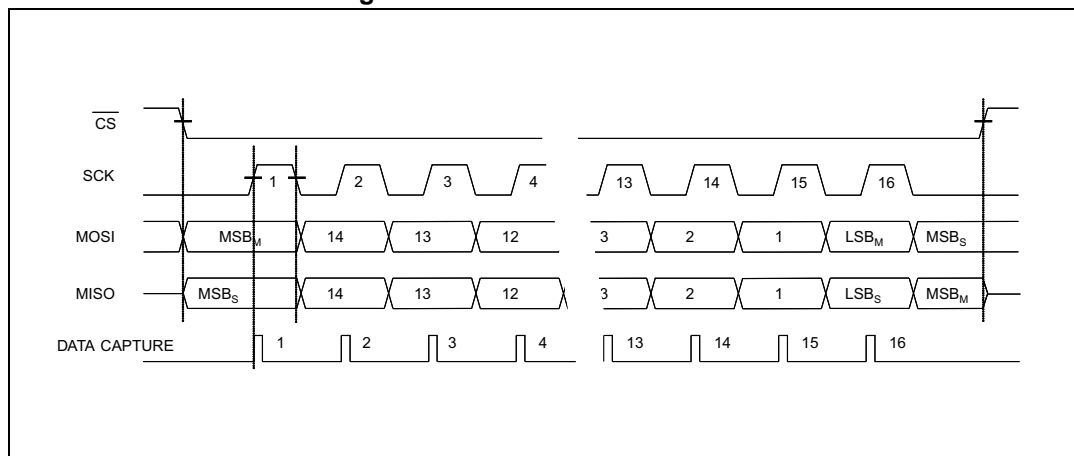 CS
SCK 1 2 3 4 13 14 15 16
MOSI MSBM 14 13 12 3 2 1 LSBM MSBS
MISO MSBS 14 13 12 3 2 1 LSBS MSBM
DATA CAPTURE 1 2 3 4 13 14 15 16